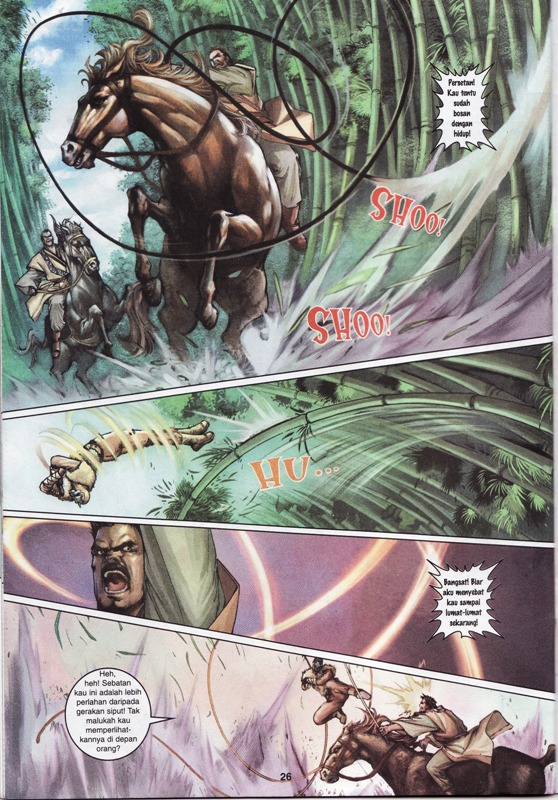 Persetan!
Kau tentu
sudah
bosan
dengan
hidup!
SHOO!
SHOO!
HU...
Bangsat! Biar
aku menyebat
kau sampai
lumat-lumat
sekarang!
Heh,
heh! Sebatan
kau ini adalah lebih
perlahan daripada
gerakan siput! Tak
malukah kau
memperlihat-
kannya di depan
orang?
26